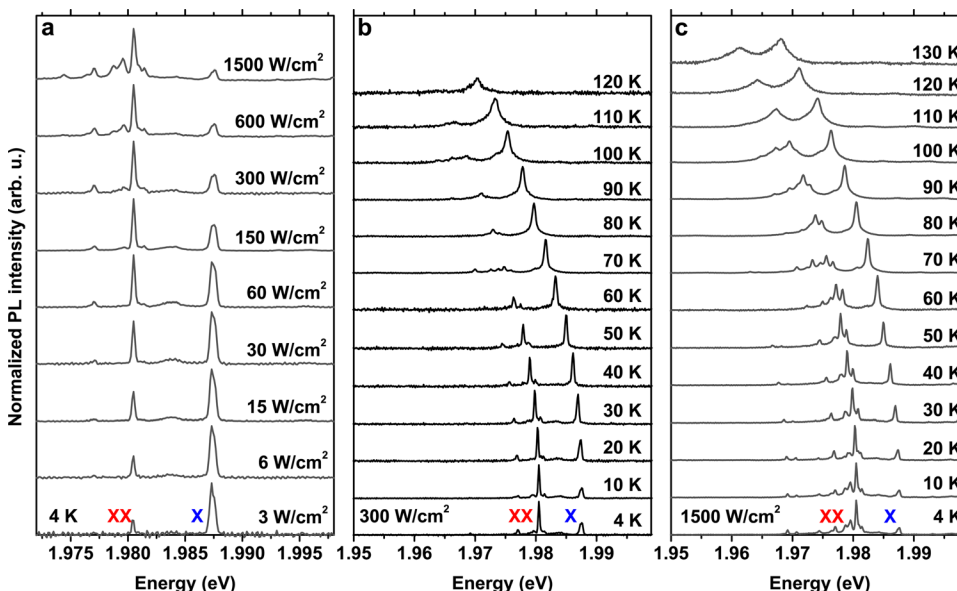 a
1500 W/cm²
600 W/cm²
300 W/cm²
150 W/cm²
60 W/cm²
30 W/cm²
15 W/cm²
6 W/cm²
4 K XX X 3 W/cm²
1.975 1.980 1.985 1.990 1.995
Energy (eV)
Normalized PL intensity (arb. u.)
b
120 K
110 K
100 K
90 K
80 K
70 K
60 K
50 K
40 K
30 K
20 K
10 K
300 W/cm² XX X 4 K
1.95 1.96 1.97 1.98 1.99
Energy (eV)
c
130 K
120 K
110 K
100 K
90 K
80 K
70 K
60 K
50 K
40 K
30 K
20 K
10 K
1500 W/cm² XX X 4 K
1.95 1.96 1.97 1.98 1.99
Energy (eV)